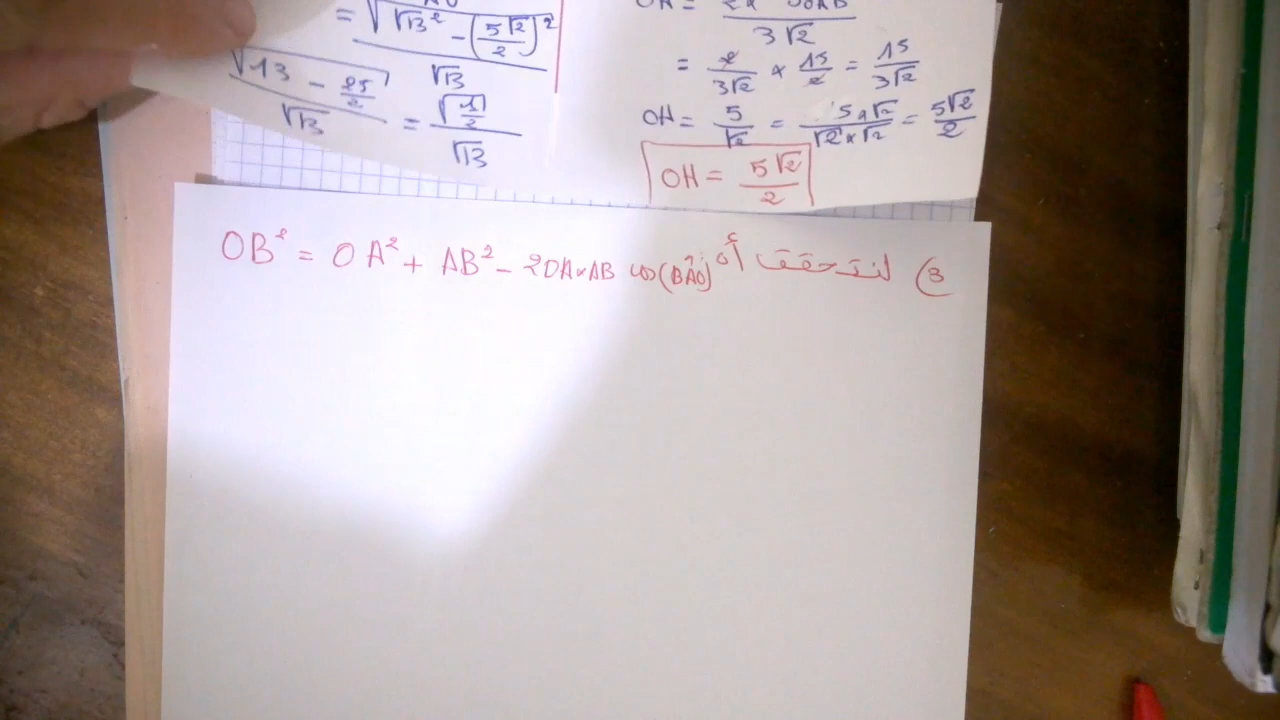 = √(√13² − (5√2/2)²) / √13
√(13 − 25/2) / √13 = √(1/2) / √13
3√2
= 2/3√2 × 15/2 = 15/3√2
OH = 5/√2 = 5×√2/√2×√2 = 5√2/2
OH = 5√2/2
3) لنتحقق أن OB² = OA² + AB² − 2OA×AB cos(BÂO)